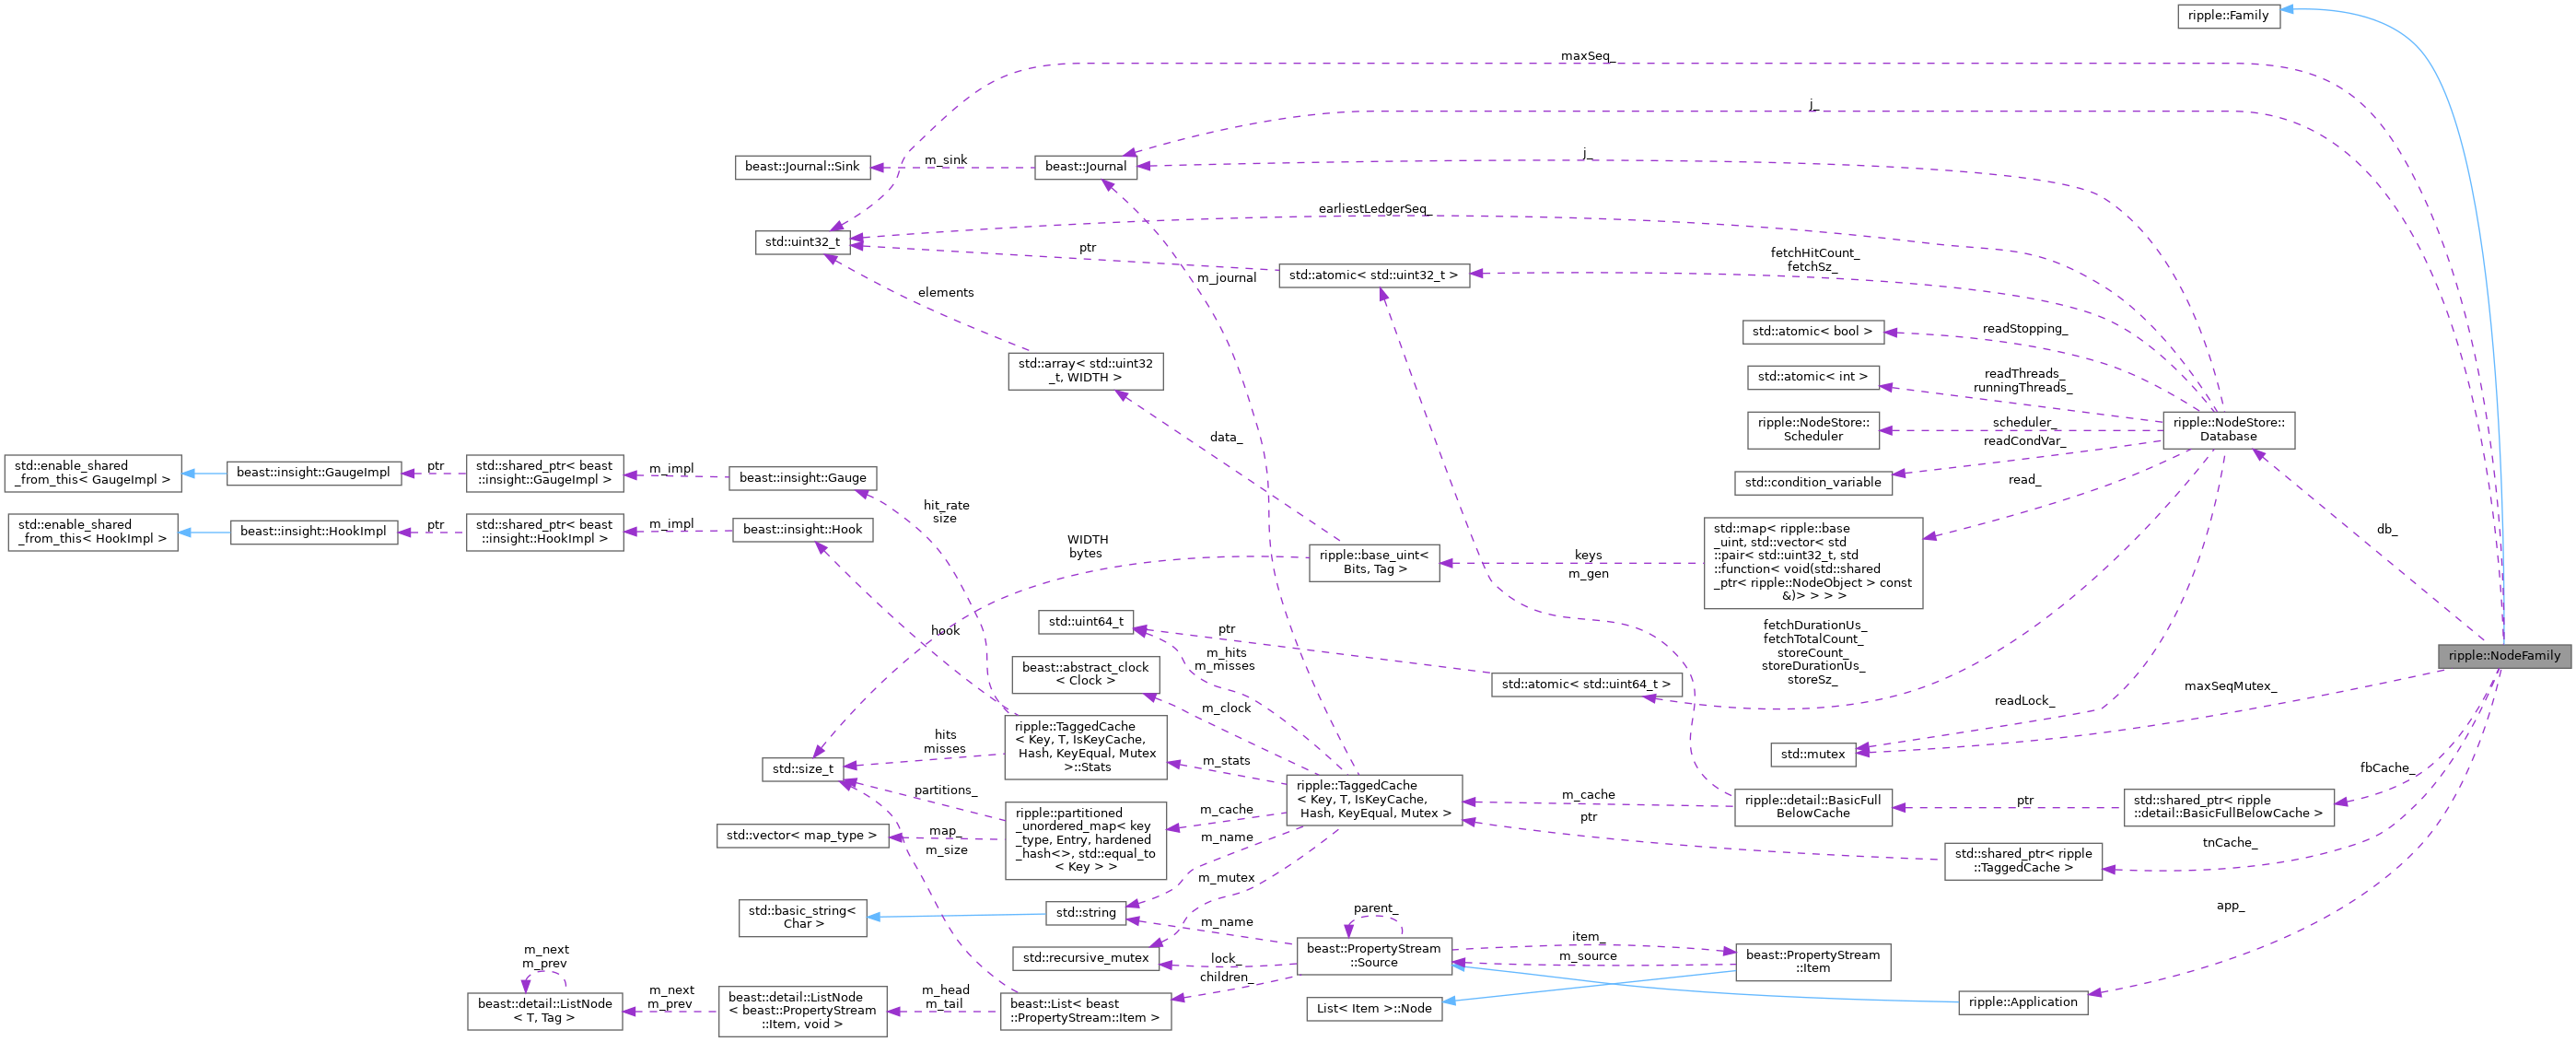 ripple::Family
maxSeq_
j_
j_
beast::Journal::Sink
m_sink
beast::Journal
earliestLedgerSeq_
std::uint32_t
ptr
std::atomic< std::uint32_t >
fetchHitCount_
fetchSz_
m_journal
elements
std::atomic< bool >
readStopping_
std::array< std::uint32
_t, WIDTH >
std::atomic< int >
readThreads_
runningThreads_
ripple::NodeStore::
Scheduler
scheduler_
ripple::NodeStore::
Database
data_
readCondVar_
std::enable_shared
_from_this< GaugeImpl >
beast::insight::GaugeImpl
ptr
std::shared_ptr< beast
::insight::GaugeImpl >
m_impl
beast::insight::Gauge
std::condition_variable
read_
hit_rate
size
std::enable_shared
_from_this< HookImpl >
beast::insight::HookImpl
ptr
std::shared_ptr< beast
::insight::HookImpl >
m_impl
beast::insight::Hook
db_
WIDTH
bytes
ripple::base_uint<
Bits, Tag >
keys
m_gen
std::map< ripple::base
_uint, std::vector< std
::pair< std::uint32_t, std
::function< void(std::shared
_ptr< ripple::NodeObject > const
&)> > > >
hook
std::uint64_t
ptr
m_hits
m_misses
fetchDurationUs_
fetchTotalCount_
storeCount_
storeDurationUs_
storeSz_
ripple::NodeFamily
beast::abstract_clock
< Clock >
std::atomic< std::uint64_t >
maxSeqMutex_
m_clock
readLock_
ripple::TaggedCache
< Key, T, IsKeyCache,
Hash, KeyEqual, Mutex
>::Stats
hits
misses
std::mutex
std::size_t
m_stats
fbCache_
ripple::TaggedCache
< Key, T, IsKeyCache,
Hash, KeyEqual, Mutex >
partitions_
m_cache
m_cache
ptr
ripple::detail::BasicFull
BelowCache
ptr
std::shared_ptr< ripple
::detail::BasicFullBelowCache >
ripple::partitioned
_unordered_map< key
_type, Entry, hardened
_hash<>, std::equal_to
< Key > >
std::vector< map_type >
map_
m_name
m_size
std::shared_ptr< ripple
::TaggedCache >
tnCache_
m_mutex
std::basic_string<
Char >
std::string
m_name
parent_
app_
std::recursive_mutex
lock_
beast::PropertyStream
::Source
item_
m_source
beast::PropertyStream
::Item
m_next
m_prev
children_
beast::detail::ListNode
< T, Tag >
m_next
m_prev
beast::detail::ListNode
< beast::PropertyStream
::Item, void >
m_head
m_tail
beast::List< beast
::PropertyStream::Item >
List< Item >::Node
ripple::Application